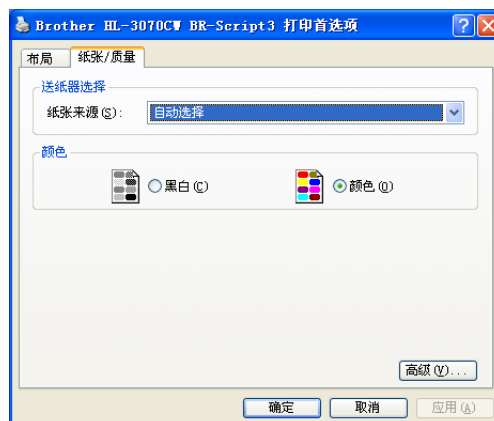 Brother HL-3070CW BR-Script3 打印首选项
布局 纸张/质量
送纸器选择
纸张来源(S): 自动选择
颜色
黑白(C) 颜色(O)
高级(V)...
确定 取消 应用(A)